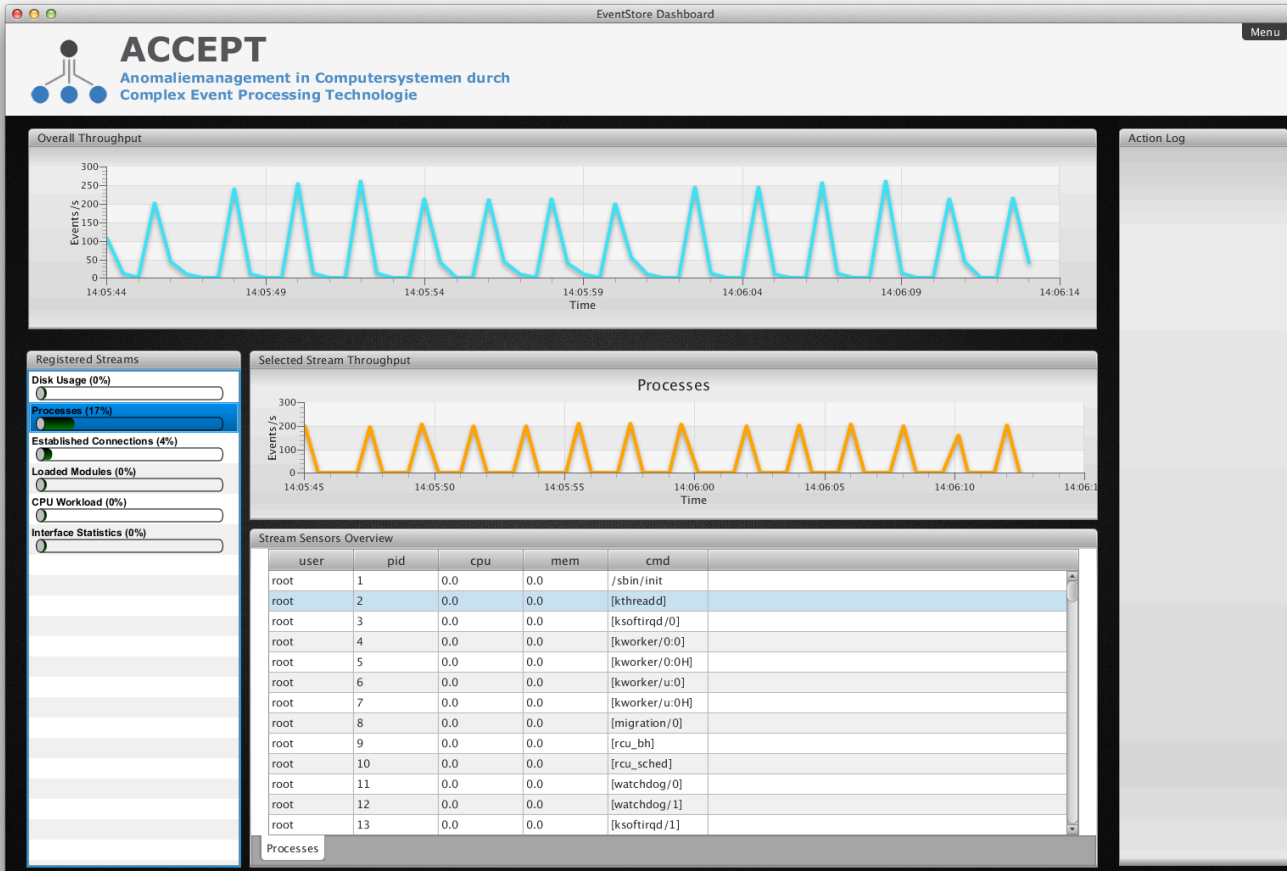 EventStore Dashboard
Menu
ACCEPT
Anomaliemanagement in Computersystemen durch
Complex Event Processing Technologie
Overall Throughput
Action Log
300
250
200
150
100
50
0
Events/s
14:05:44 14:05:49 14:05:54 14:05:59 14:06:04 14:06:09 14:06:14
Time
Registered Streams
Disk Usage (0%)
Processes (17%)
Established Connections (4%)
Loaded Modules (0%)
CPU Workload (0%)
Interface Statistics (0%)
Selected Stream Throughput
Processes
300
200
100
0
Events/s
14:05:45 14:05:50 14:05:55 14:06:00 14:06:05 14:06:10 14:06:1
Time
Stream Sensors Overview
user pid cpu mem cmd
root 1 0.0 0.0 /sbin/init
root 2 0.0 0.0 [kthreadd]
root 3 0.0 0.0 [ksoftirqd/0]
root 4 0.0 0.0 [kworker/0:0]
root 5 0.0 0.0 [kworker/0:0H]
root 6 0.0 0.0 [kworker/u:0]
root 7 0.0 0.0 [kworker/u:0H]
root 8 0.0 0.0 [migration/0]
root 9 0.0 0.0 [rcu_bh]
root 10 0.0 0.0 [rcu_sched]
root 11 0.0 0.0 [watchdog/0]
root 12 0.0 0.0 [watchdog/1]
root 13 0.0 0.0 [ksoftirqd/1]
Processes